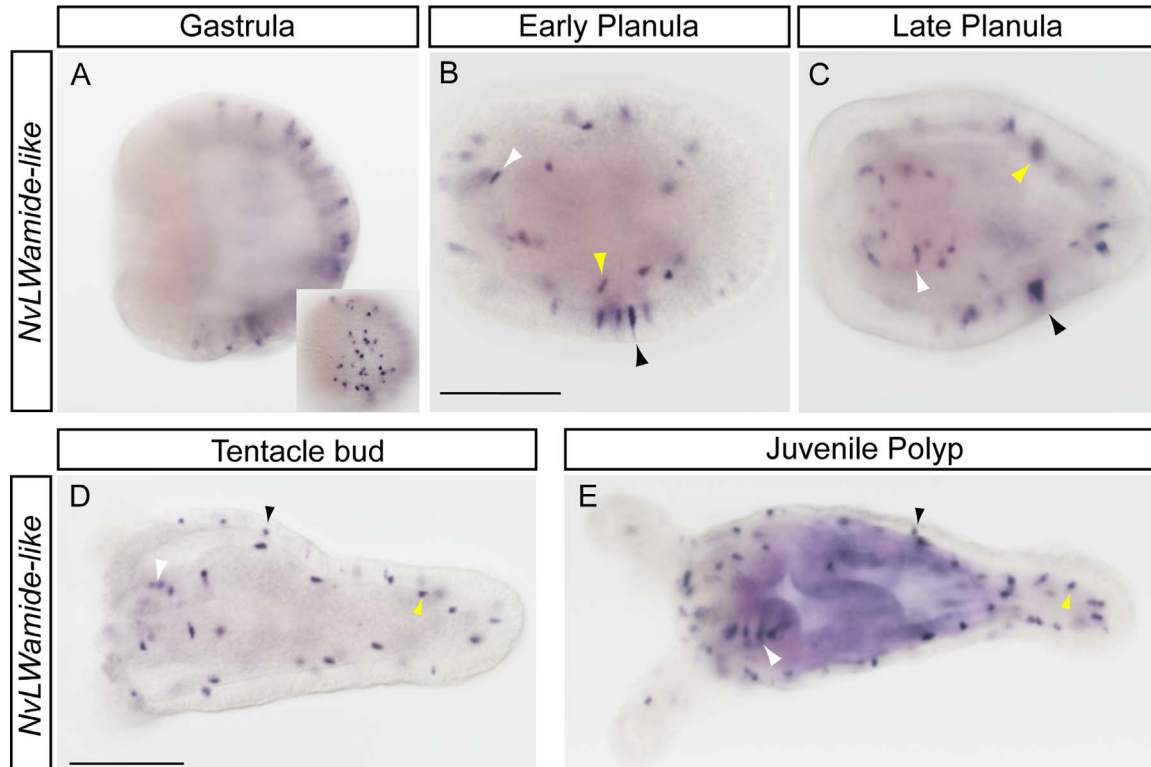 Gastrula
Early Planula
Late Planula
NvLWamide-like
A
B
C
Tentacle bud
Juvenile Polyp
NvLWamide-like
D
E